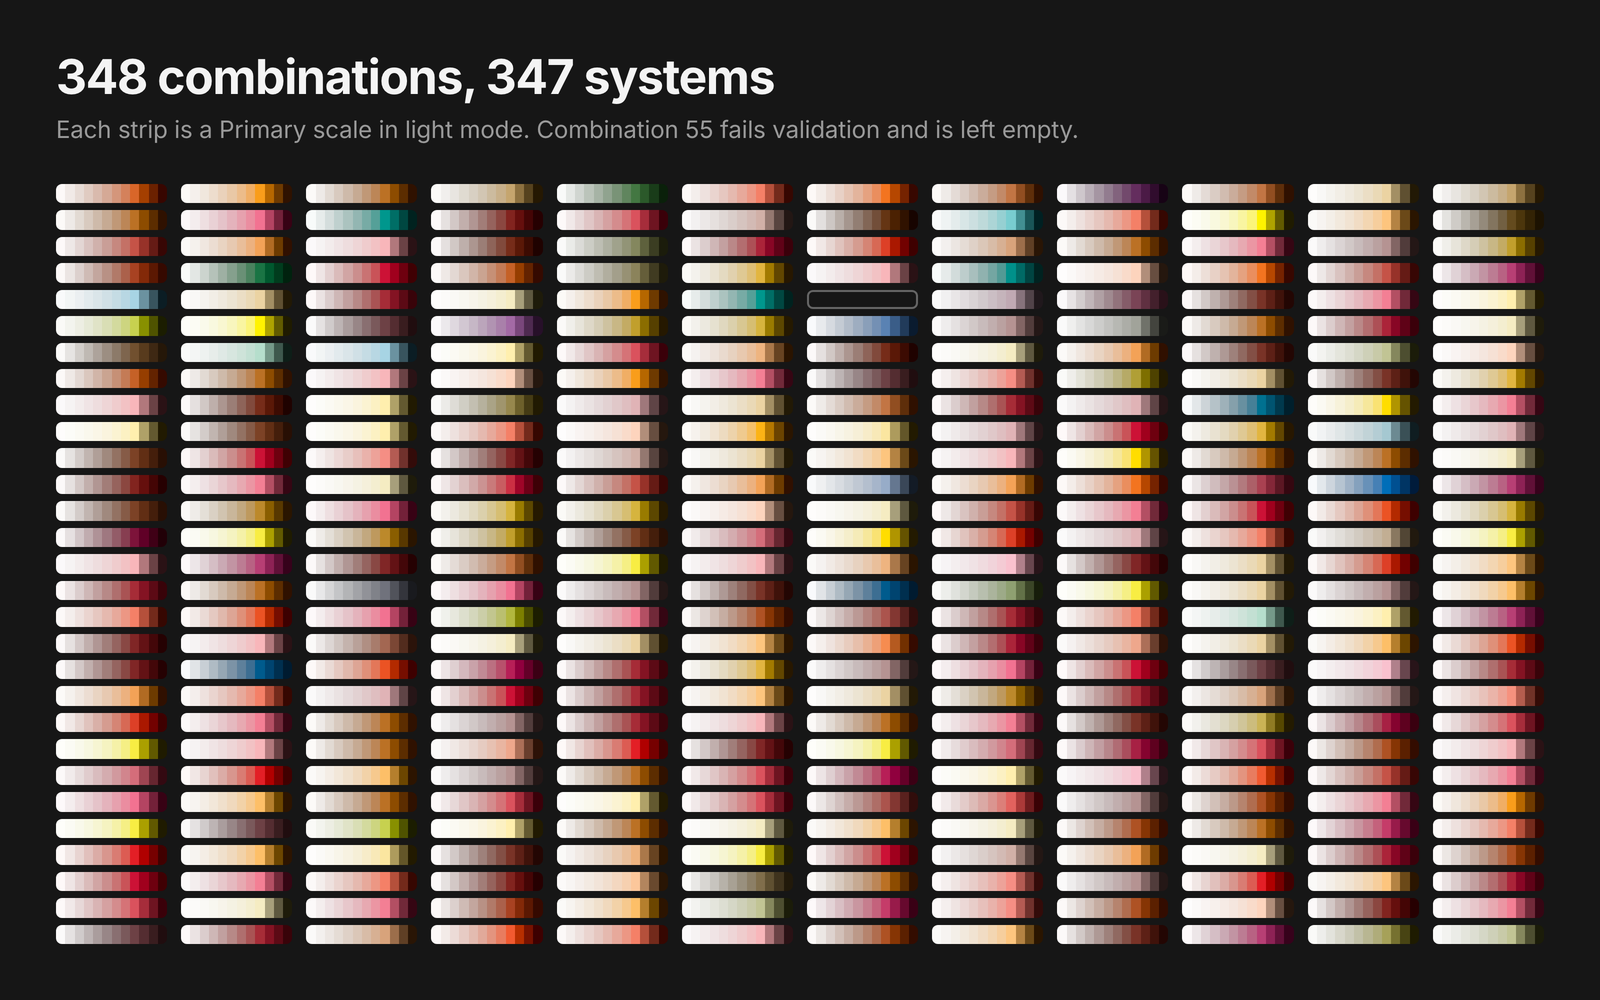 348 combinations, 347 systems
Each strip is a Primary scale in light mode. Combination 55 fails validation and is left empty.